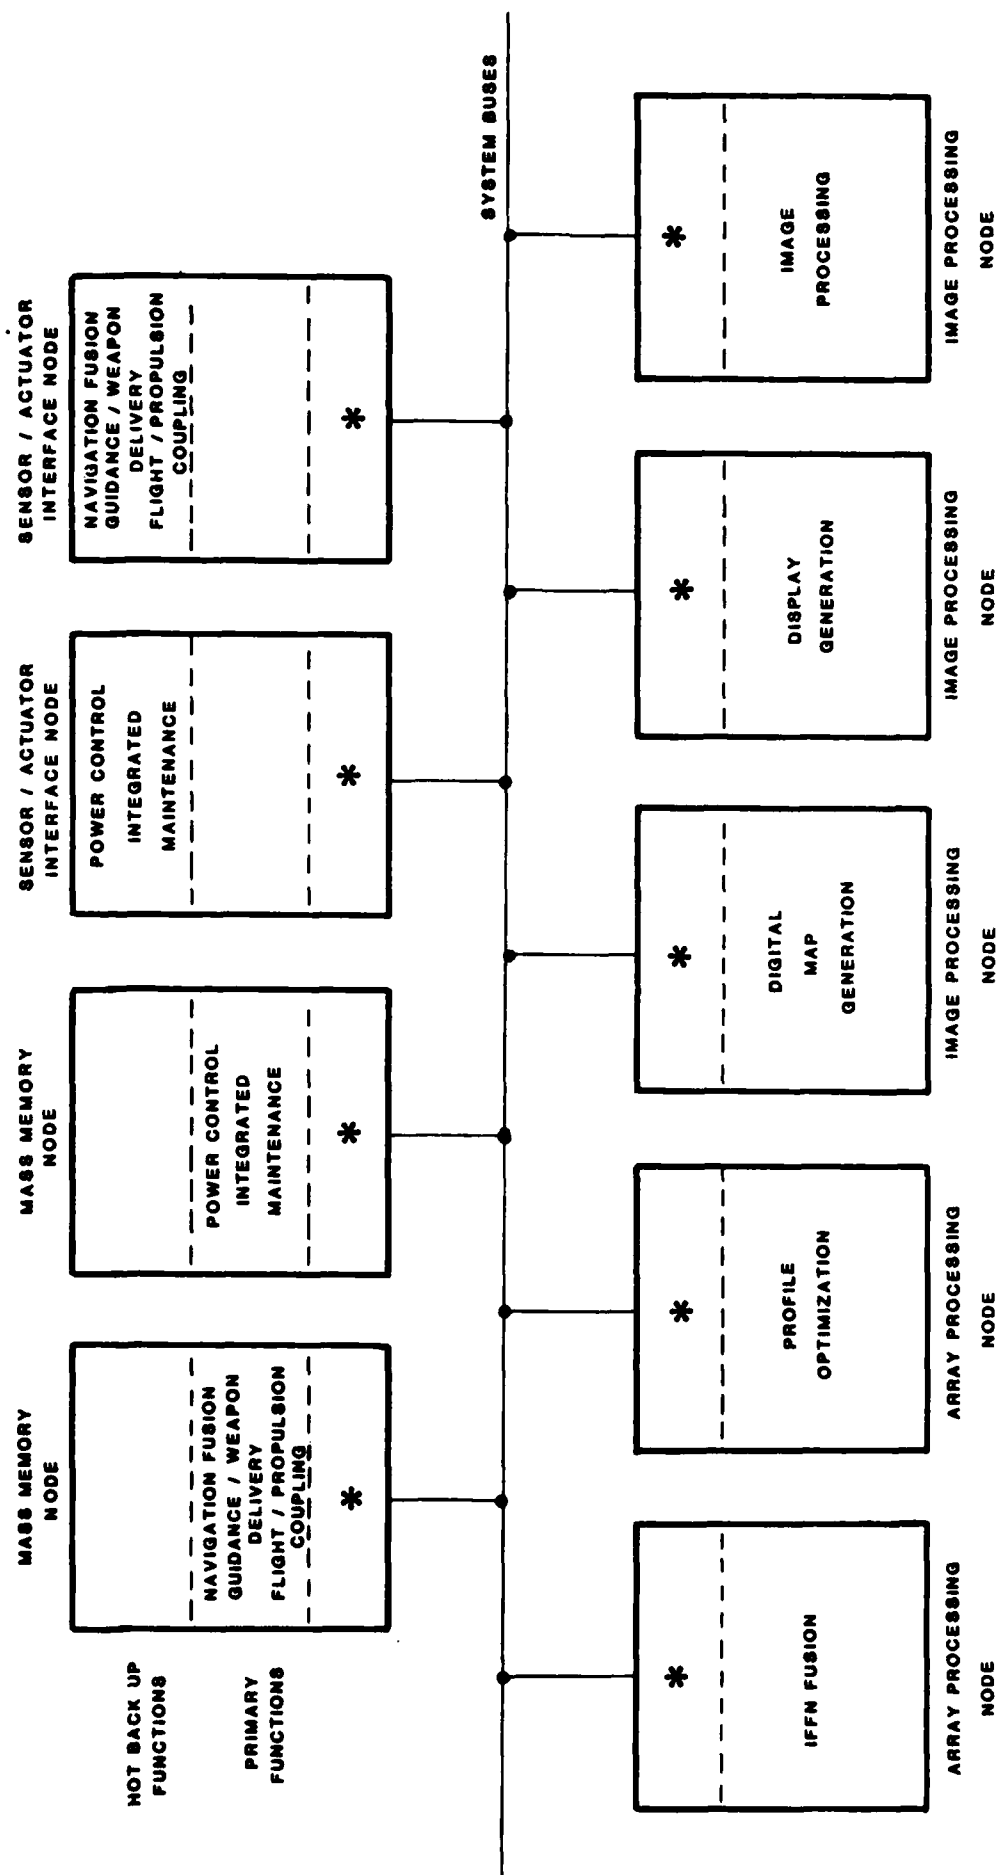 MASS MEMORY
NODE
MASS MEMORY
NODE
SENSOR / ACTUATOR
INTERFACE NODE
SENSOR / ACTUATOR
INTERFACE NODE
HOT BACK UP
FUNCTIONS
PRIMARY
FUNCTIONS
NAVIGATION FUSION
GUIDANCE / WEAPON
DELIVERY
FLIGHT / PROPULSION
COUPLING
*
POWER CONTROL
INTEGRATED
MAINTENANCE
*
POWER CONTROL
INTEGRATED
MAINTENANCE
*
NAVIGATION FUSION
GUIDANCE / WEAPON
DELIVERY
FLIGHT / PROPULSION
COUPLING
*
SYSTEM BUSES
*
IFFN FUSION
ARRAY PROCESSING
NODE
*
PROFILE
OPTIMIZATION
ARRAY PROCESSING
NODE
*
DIGITAL
MAP
GENERATION
IMAGE PROCESSING
NODE
*
DISPLAY
GENERATION
IMAGE PROCESSING
NODE
*
IMAGE
PROCESSING
IMAGE PROCESSING
NODE